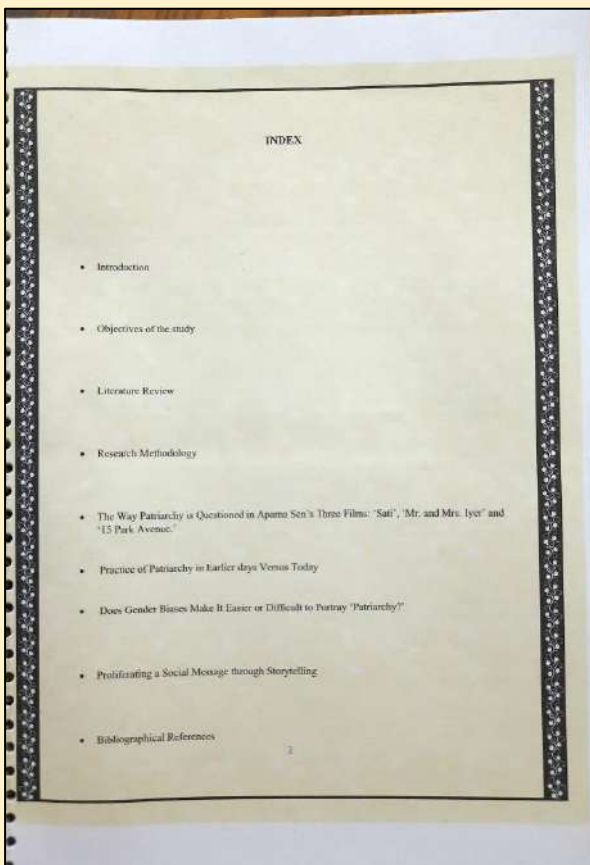 INDEX
• Introduction
• Objectives of the study
• Literature Review
• Research Methodology
• The Way Patriarchy is Questioned in Aparna Sen's Three Films: 'Sati', 'Mr. and Mrs. Iyer' and
'15 Park Avenue.'
• Practice of Patriarchy in Earlier days Versus Today
• Does Gender Biases Make It Easier or Difficult to Portray 'Patriarchy?'
• Proliferating a Social Message through Storytelling
• Bibliographical References
2